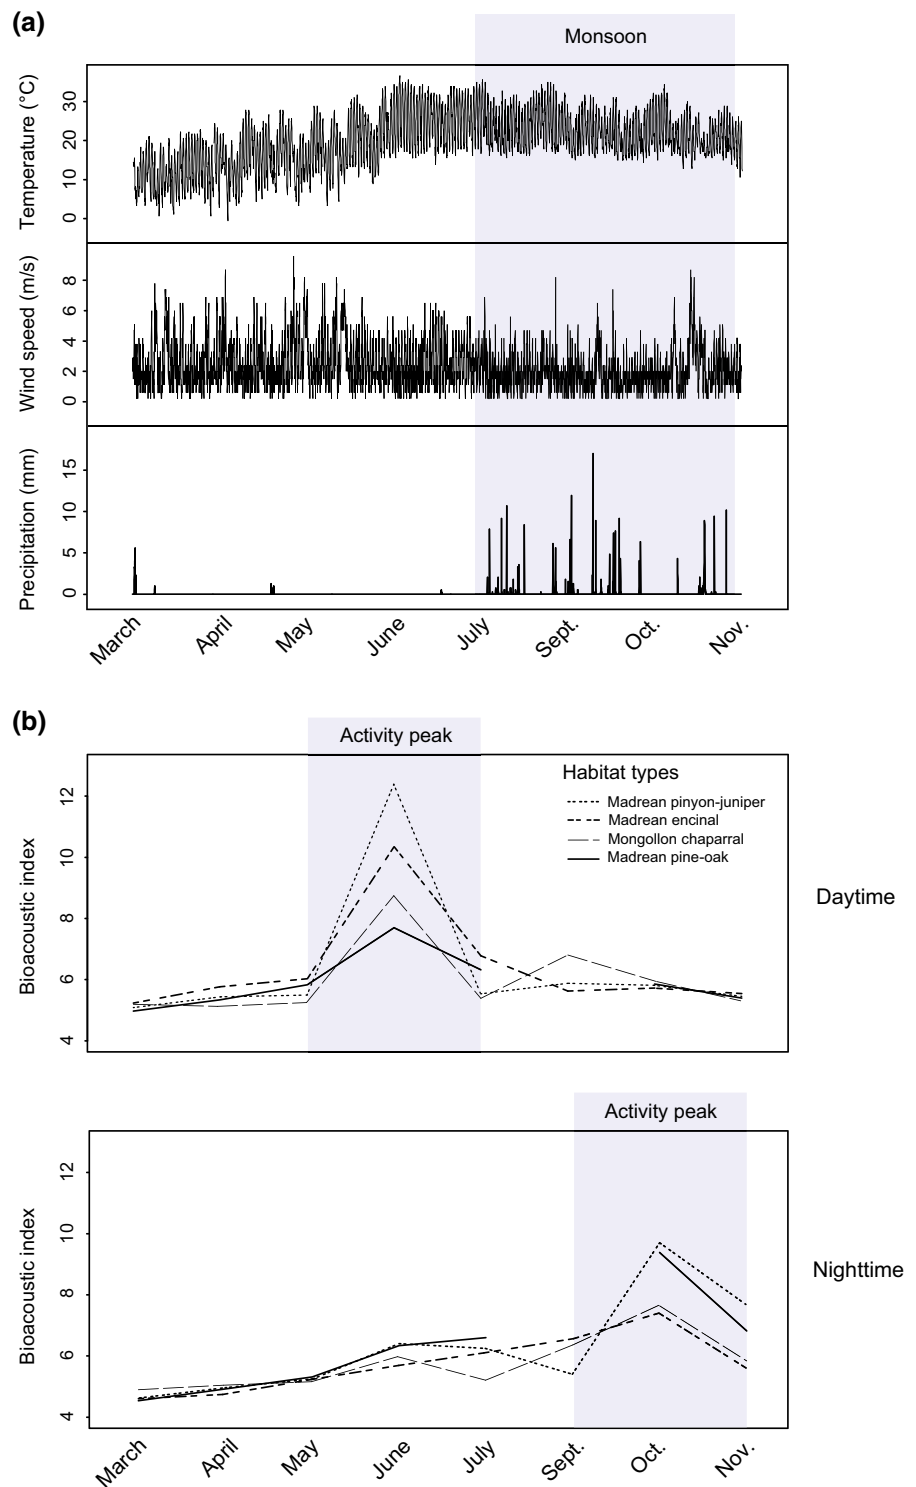 (a)
Monsoon
Temperature (°C)
0
10
20
30
Wind speed (m/s)
0
2
4
6
8
Precipitation (mm)
0
5
10
15
March
April
May
June
July
Sept.
Oct.
Nov.
(b)
Activity peak
Bioacoustic index
4
6
8
10
12
Habitat types
Madrean pinyon-juniper
Madrean encinal
Mongollon chaparral
Madrean pine-oak
Daytime
Activity peak
Bioacoustic index
4
6
8
10
12
Nighttime
March
April
May
June
July
Sept.
Oct.
Nov.